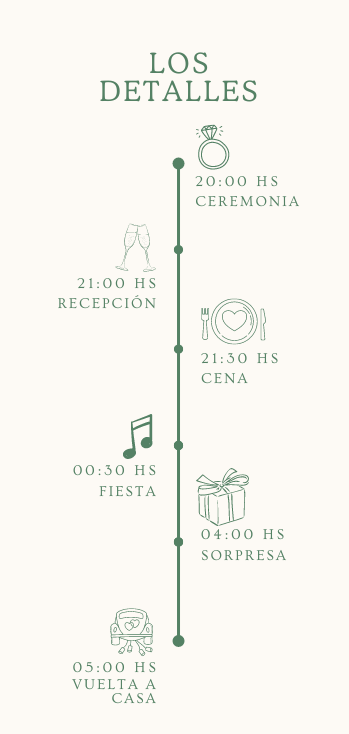 LOS
DETALLES
20:00 HS
CEREMONIA
21:00 HS
RECEPCIÓN
21:30 HS
CENA
00:30 HS
FIESTA
04:00 HS
SORPRESA
05:00 HS
VUELTA A
CASA